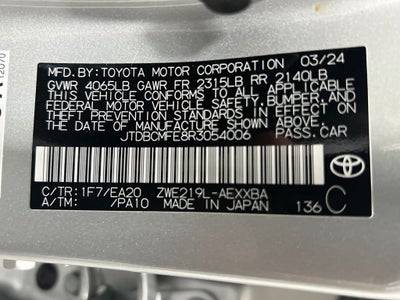 MFD. BY: TOYOTA MOTOR CORPORATION 03/24
GVWR 4065LB GAWR FR 2315LB RR 2140LB
THIS VEHICLE CONFORMS TO ALL APPLICABLE
FEDERAL MOTOR VEHICLE SAFETY, BUMPER, AND
THEFT PREVENTION STANDARDS IN EFFECT ON
THE DATE OF MANUFACTURE SHOWN ABOVE.
JTDBCMFE8R3054006 PASS.CAR
C/TR: 1F7/EA20 ZWE219L-AEXXBA
A/TM: /PA10 MADE IN JAPAN 136 C
TOYOTA